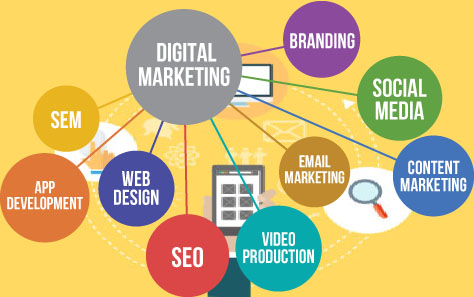 DIGITAL
MARKETING
BRANDING
SOCIAL
MEDIA
SEM
EMAIL
MARKETING
CONTENT
MARKETING
APP
DEVELOPMENT
WEB
DESIGN
SEO
VIDEO
PRODUCTION